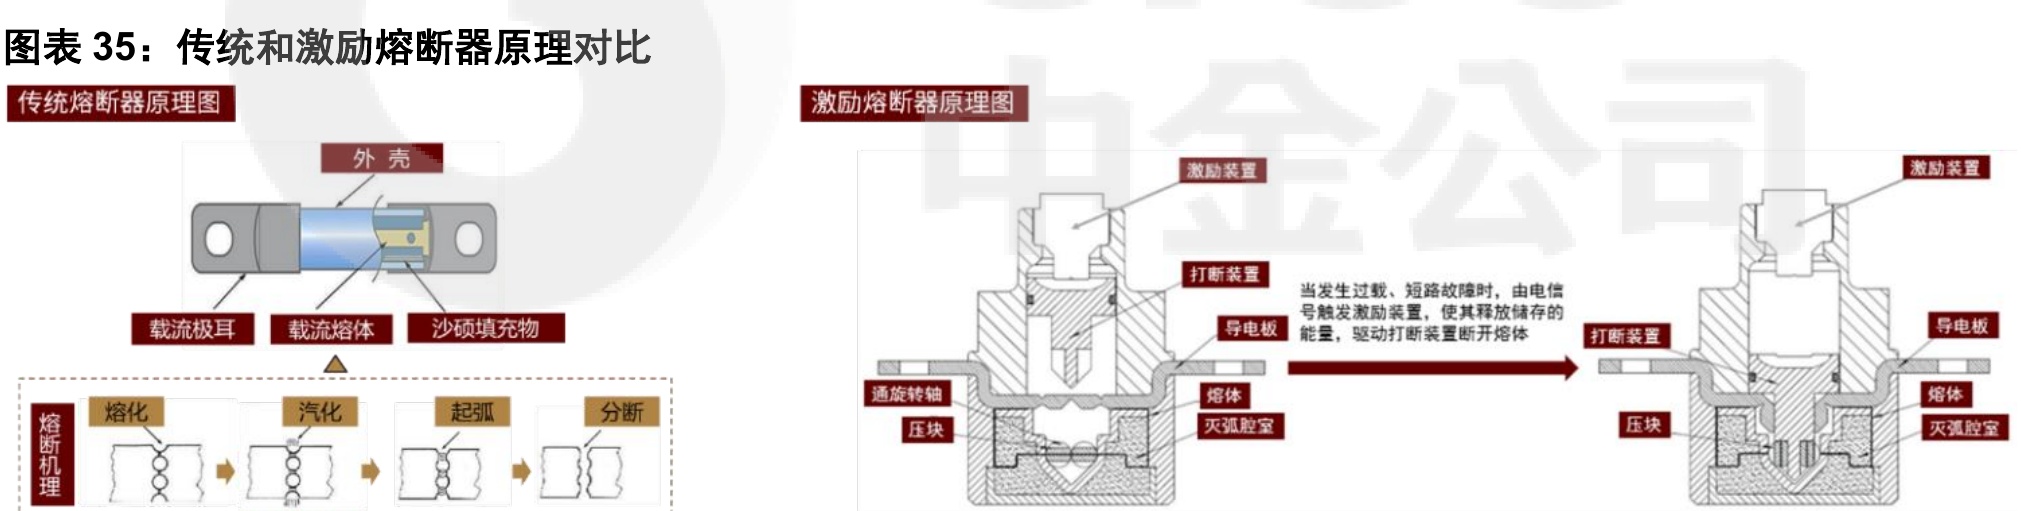 图表 35：传统和激励熔断器原理对比
传统熔断器原理图
外 壳
载流极耳
载流熔体
沙硕填充物
熔断机理
熔化
汽化
起弧
分断
激励熔断器原理图
中金公司
激励装置
打断装置
导电板
通旋转轴
熔体
压块
灭弧腔室
当发生过载、短路故障时，由电信
号触发激励装置，使其释放储存的
能量，驱动打断装置断开熔体
激励装置
打断装置
导电板
压块
熔体
灭弧腔室